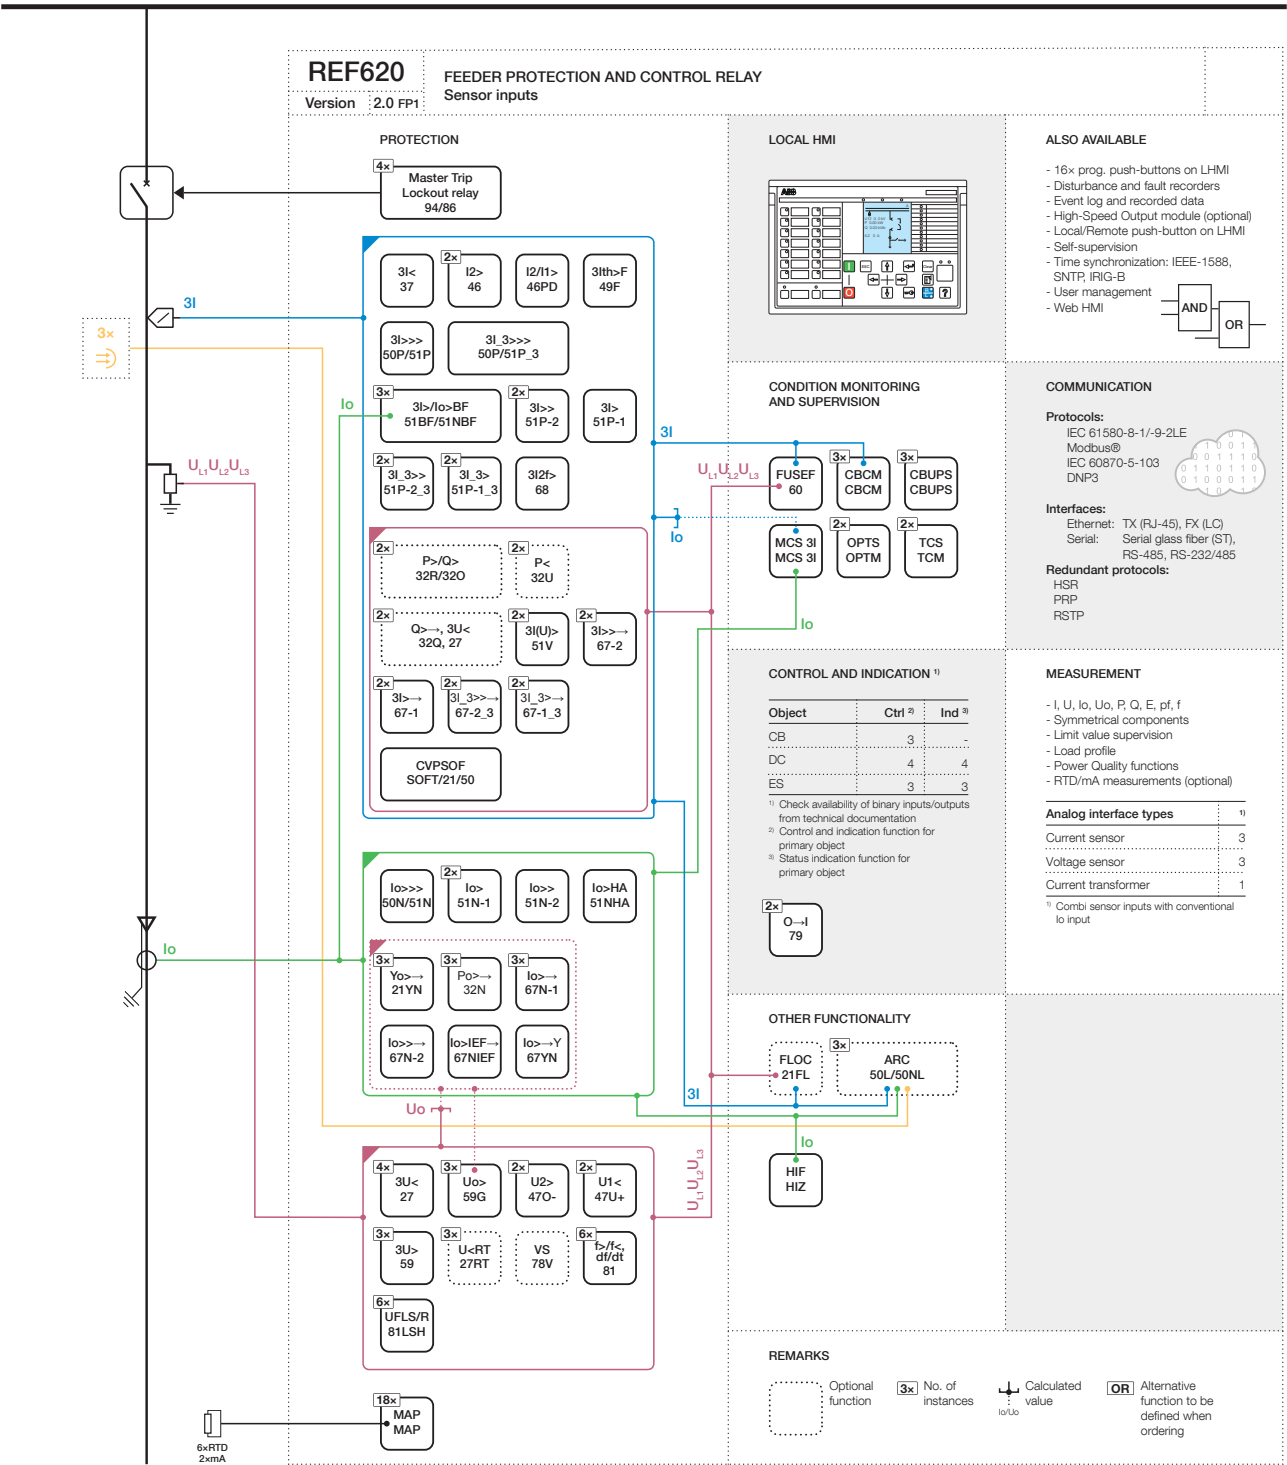 REF620
Version 2.0 FP1
FEEDER PROTECTION AND CONTROL RELAY
Sensor inputs
PROTECTION
4×
Master Trip
Lockout relay
94/86
3I
3×
3I<
37
2×
I2>
46
I2/I1>
46PD
3Ith>F
49F
3I>>>
50P/51P
3I_3>>>
50P/51P_3
Io
3×
3I>/Io>BF
51BF/51NBF
2×
3I>>
51P-2
3I>
51P-1
2×
3I_3>>
51P-2_3
2×
3I_3>
51P-1_3
3I2f>
68
UL1UL2UL3
2×
P>/Q>
32R/32O
2×
P<
32U
2×
Q>→, 3U<
32Q, 27
2×
3I(U)>
51V
2×
3I>>→
67-2
2×
3I>→
67-1
2×
3I_3>>→
67-2_3
2×
3I_3>→
67-1_3
CVPSOF
SOFT/21/50
Io>>>
50N/51N
2×
Io>
51N-1
Io>>
51N-2
Io>HA
51NHA
Io
3×
Yo>→
21YN
3×
Po>→
32N
3×
Io>→
67N-1
Io>>→
67N-2
Io>IEF→
67NIEF
Io>→Y
67YN
Uo
4×
3U<
27
3×
Uo>
59G
2×
U2>
47O-
2×
U1<
47U+
3×
3U>
59
3×
U<RT
27RT
VS
78V
6×
f>/f<,
df/dt
81
6×
UFLS/R
81LSH
18×
MAP
MAP
6×RTD
2×mA
LOCAL HMI
ABB
CONDITION MONITORING
AND SUPERVISION
3I
UL1UL2UL3
FUSEF
60
3×
CBCM
CBCM
3×
CBUPS
CBUPS
Io
MCS 3I
MCS 3I
2×
OPTS
OPTM
2×
TCS
TCM
Io
CONTROL AND INDICATION 1)
Object Ctrl 2) Ind 3)
CB 3 -
DC 4 4
ES 3 3
1) Check availability of binary inputs/outputs
from technical documentation
2) Control and indication function for
primary object
3) Status indication function for
primary object
2×
O→I
79
OTHER FUNCTIONALITY
FLOC
21FL
3×
ARC
50L/50NL
3I
Io
UL1UL2UL3
HIF
HIZ
ALSO AVAILABLE
- 16× prog. push-buttons on LHMI
- Disturbance and fault recorders
- Event log and recorded data
- High-Speed Output module (optional)
- Local/Remote push-button on LHMI
- Self-supervision
- Time synchronization: IEEE-1588,
SNTP, IRIG-B
- User management
- Web HMI
AND
OR
COMMUNICATION
Protocols:
IEC 61580-8-1/-9-2LE
Modbus®
IEC 60870-5-103
DNP3
Interfaces:
Ethernet: TX (RJ-45), FX (LC)
Serial: Serial glass fiber (ST),
RS-485, RS-232/485
Redundant protocols:
HSR
PRP
RSTP
MEASUREMENT
- I, U, Io, Uo, P, Q, E, pf, f
- Symmetrical components
- Limit value supervision
- Load profile
- Power Quality functions
- RTD/mA measurements (optional)
Analog interface types 1)
Current sensor 3
Voltage sensor 3
Current transformer 1
1) Combi sensor inputs with conventional
Io input
REMARKS
Optional
function
3× No. of
instances
Calculated
value
Io/Uo
OR Alternative
function to be
defined when
ordering